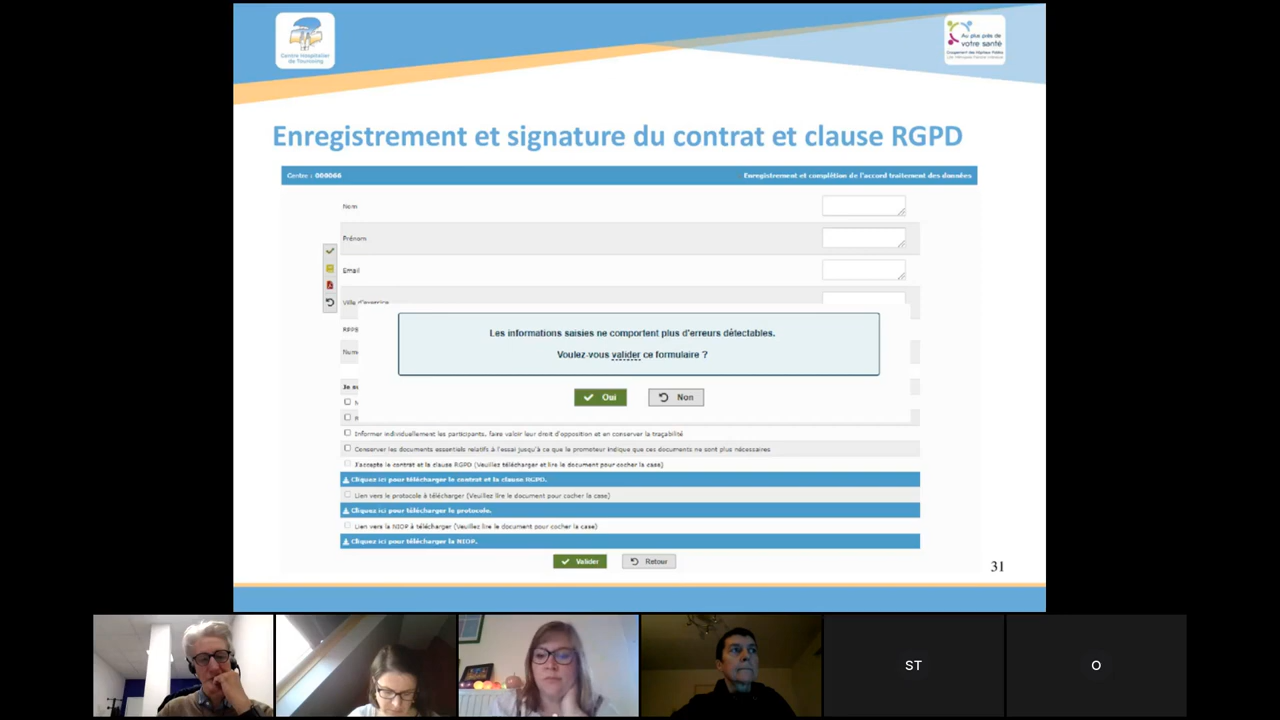 Centre Hospitalier
de Tourcoing
Au plus près de
votre santé
Enregistrement et signature du contrat et clause RGPD
Centre : 000066
Enregistrement et complétion de l'accord traitement des données
Nom
Prénom
Email
Ville d'exercice
RPPS
Numé
Les informations saisies ne comportent plus d'erreurs détectables.
Voulez-vous valider ce formulaire ?
Oui
Non
Informer individuellement les participants, faire valoir leur droit d'opposition et en conserver la traçabilité
Conserver les documents essentiels relatifs à l'essai jusqu'à ce que le promoteur indique que ces documents ne sont plus nécessaires
J'accepte le contrat et la clause RGPD (Veuillez télécharger et lire le document pour cocher la case)
Cliquez ici pour télécharger le contrat et la clause RGPD.
Lien vers le protocole à télécharger (Veuillez lire le document pour cocher la case)
Cliquez ici pour télécharger le protocole.
Lien vers la NIOP à télécharger (Veuillez lire le document pour cocher la case)
Cliquez ici pour télécharger la NIOP.
Valider
Retour
31
ST
O